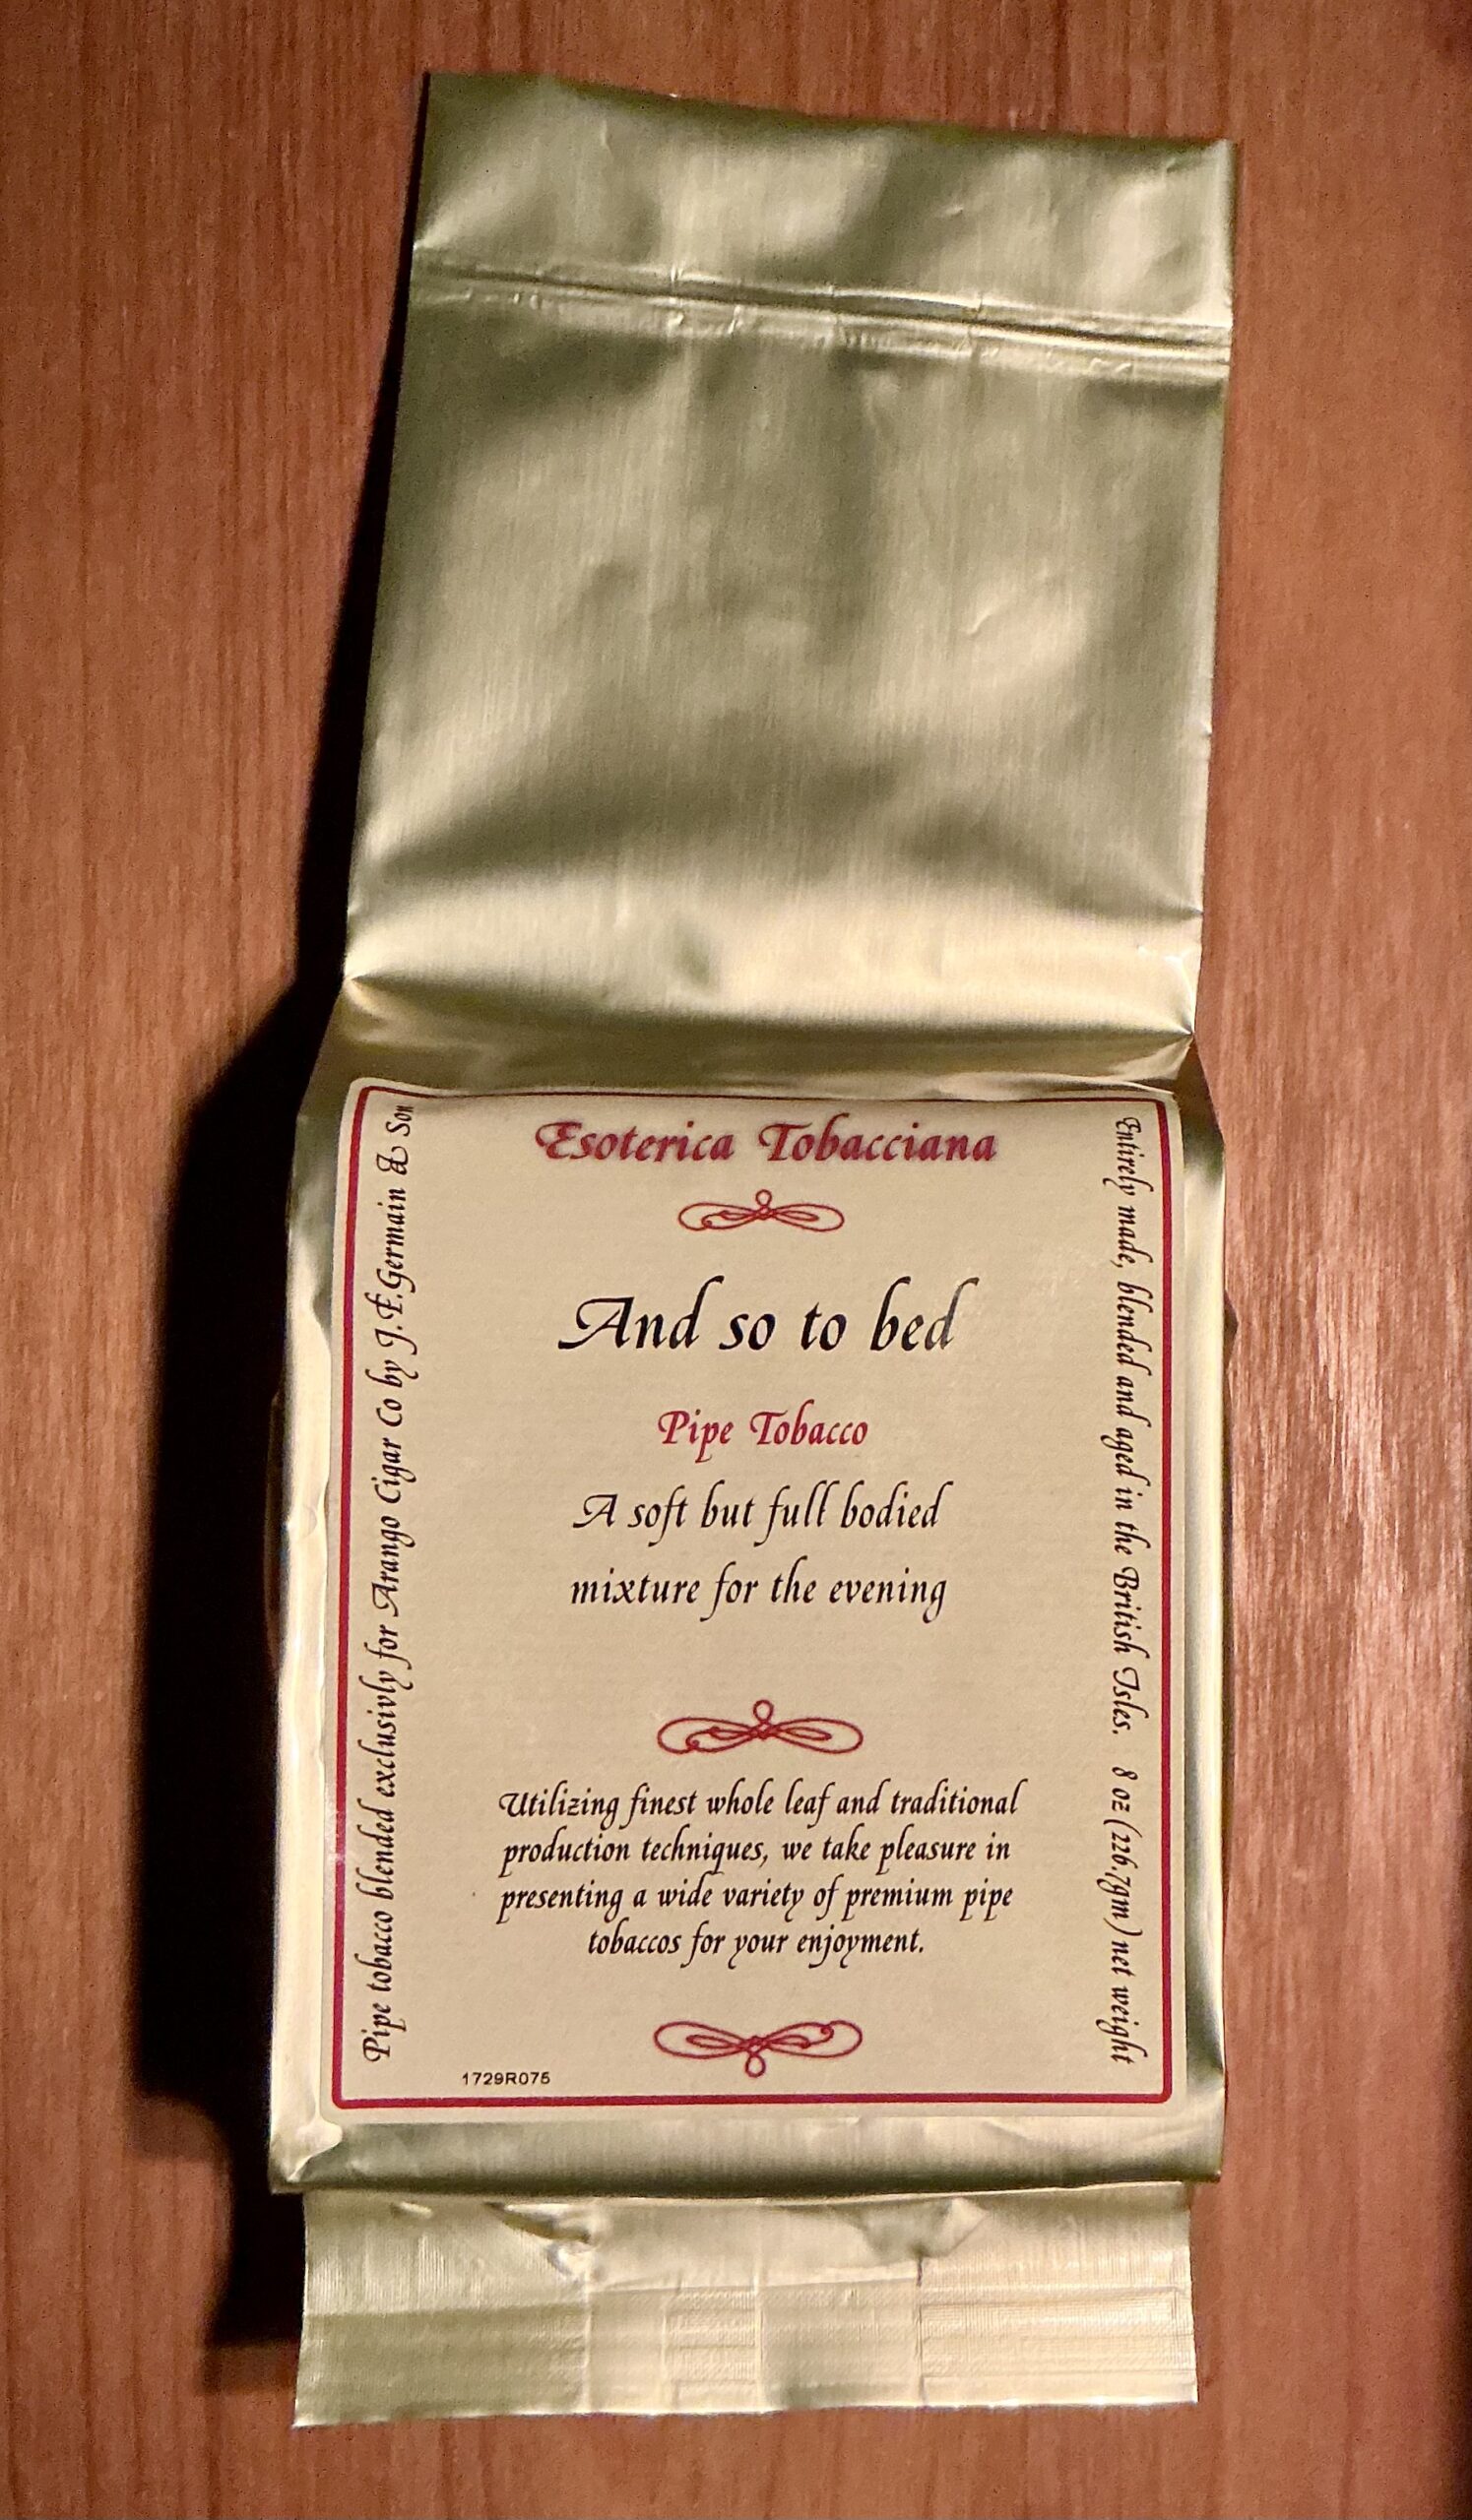 Esoterica Tobacciana
And so to bed
Pipe Tobacco
A soft but full bodied
mixture for the evening
Utilizing finest whole leaf and traditional
production techniques, we take pleasure in
presenting a wide variety of premium pipe
tobaccos for your enjoyment.
1729R075
Pipe tobacco blended exclusivly for Arango Cigar Co by J.F.Germain & Son
Entirely made, blended and aged in the British Isles. 8 oz (226.7gm) net weight